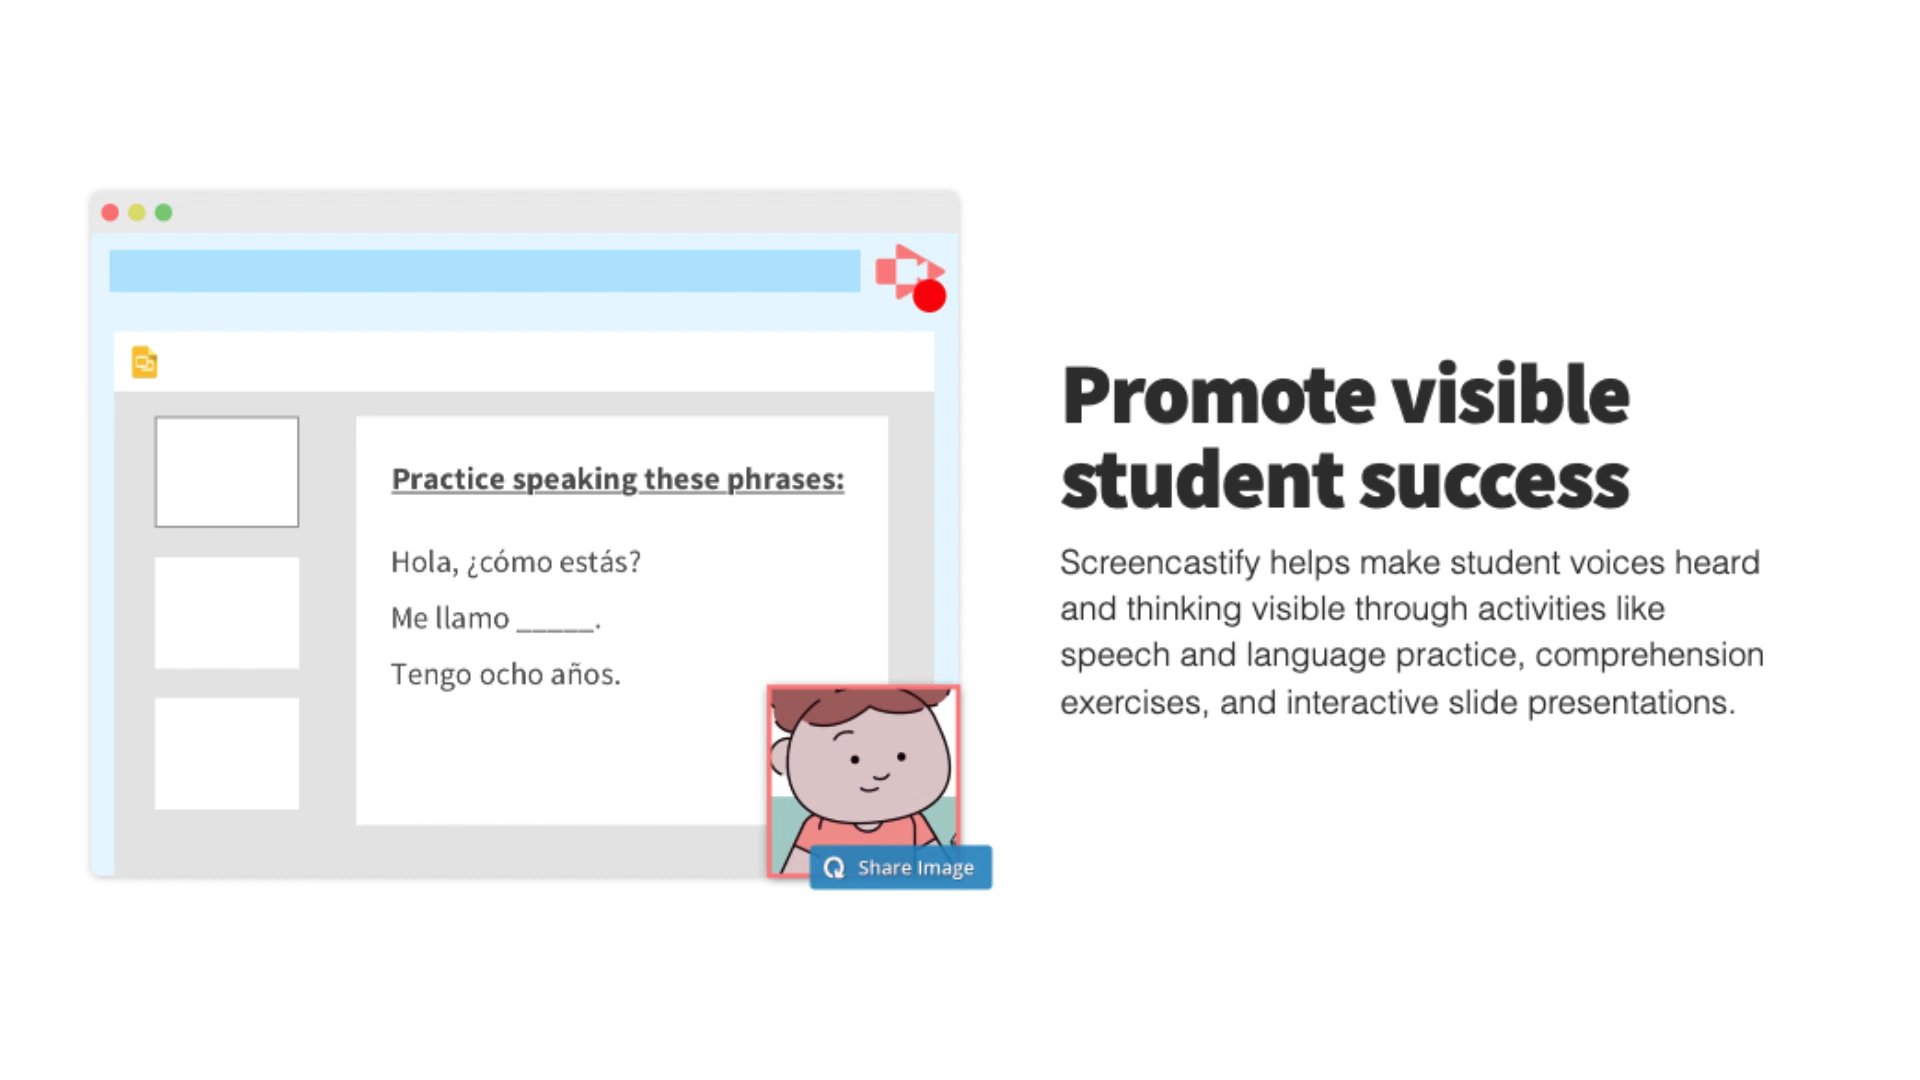 Practice speaking these phrases:
Hola, ¿cómo estás?
Me llamo _____.
Tengo ocho años.
Share Image
Promote visible
student success
Screencastify helps make student voices heard
and thinking visible through activities like
speech and language practice, comprehension
exercises, and interactive slide presentations.